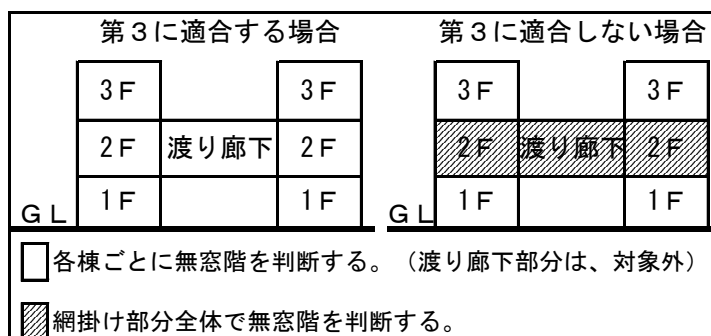 第３に適合する場合 第３に適合しない場合
３Ｆ ３Ｆ ３Ｆ ３Ｆ
２Ｆ 渡り廊下 ２Ｆ ２Ｆ 渡り廊下 ２Ｆ
ＧＬ １Ｆ １Ｆ ＧＬ １Ｆ １Ｆ
各棟ごとに無窓階を判断する。（渡り廊下部分は、対象外）
網掛け部分全体で無窓階を判断する。